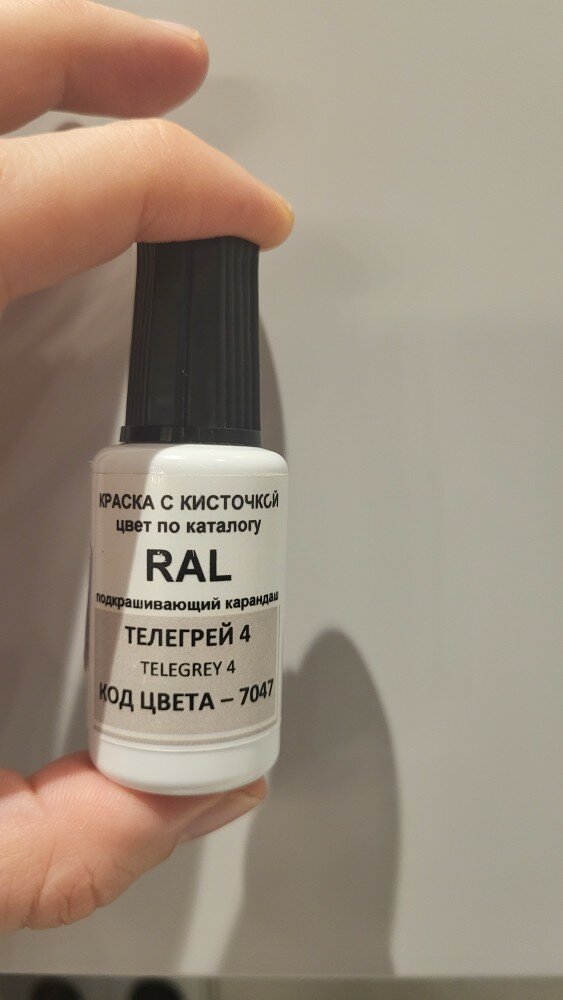 КРАСКА С КИСТОЧКОЙ
цвет по каталогу
RAL
подкрашивающий карандаш
ТЕЛЕГРЕЙ 4
TELEGREY 4
КОД ЦВЕТА – 7047